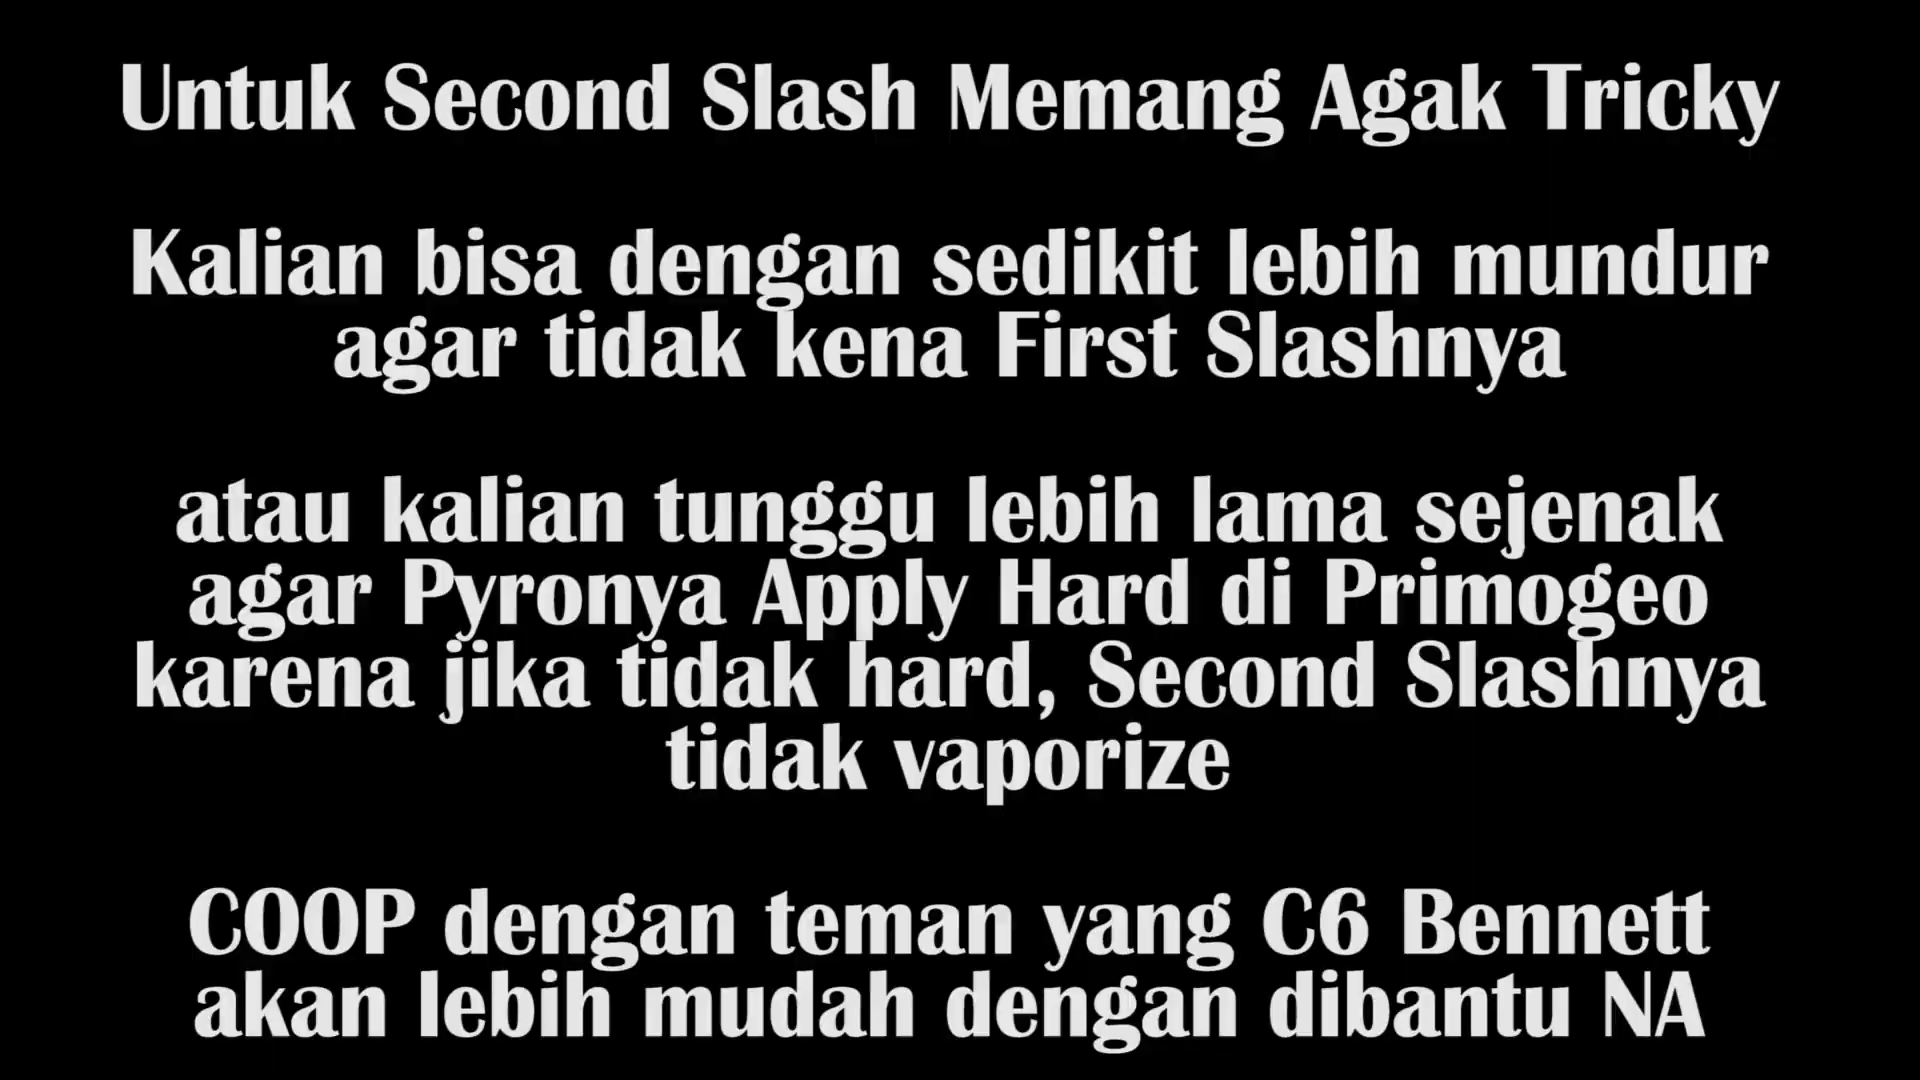 Untuk Second Slash Memang Agak Tricky
Kalian bisa dengan sedikit lebih mundur
agar tidak kena First Slashnya
atau kalian tunggu lebih lama sejenak
agar Pyronya Apply Hard di Primogeo
karena jika tidak hard, Second Slashnya
tidak vaporize
COOP dengan teman yang C6 Bennett
akan lebih mudah dengan dibantu NA